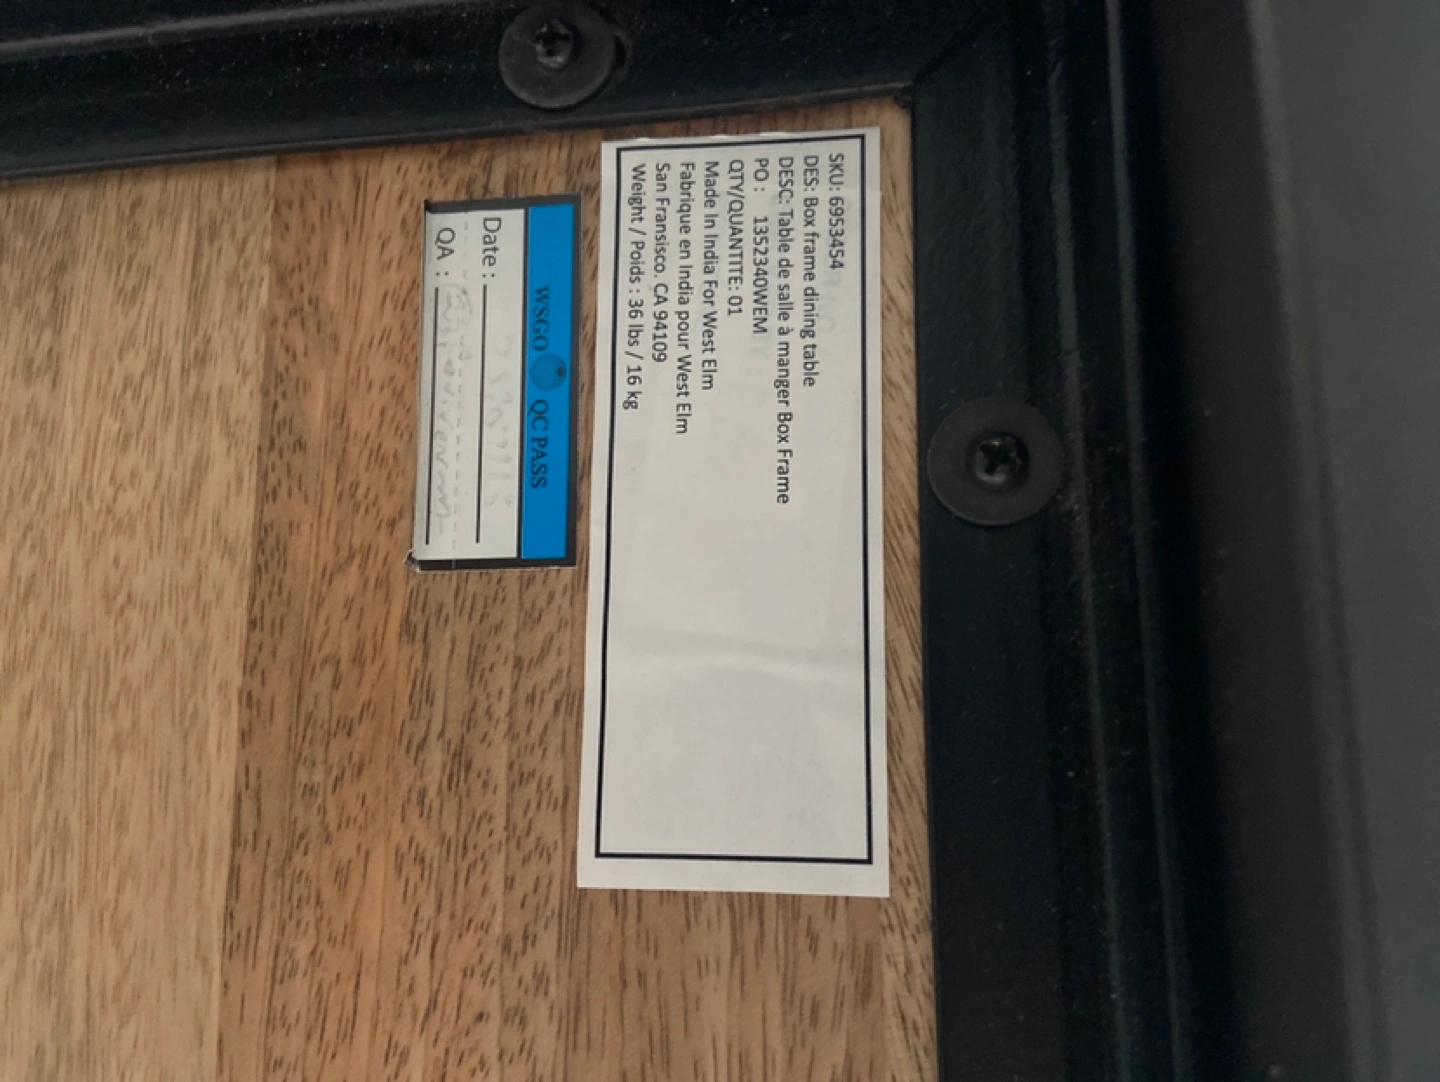 SKU: 6953454
DES: Box frame dining table
DESC: Table de salle à manger Box Frame
PO : 1352340WEM
QTY/QUANTITE: 01
Made In India For West Elm
Fabrique en India pour West Elm
San Fransisco. CA 94109
Weight / Poids : 36 lbs / 16 kg
WSGO QC PASS
Date :
QA :